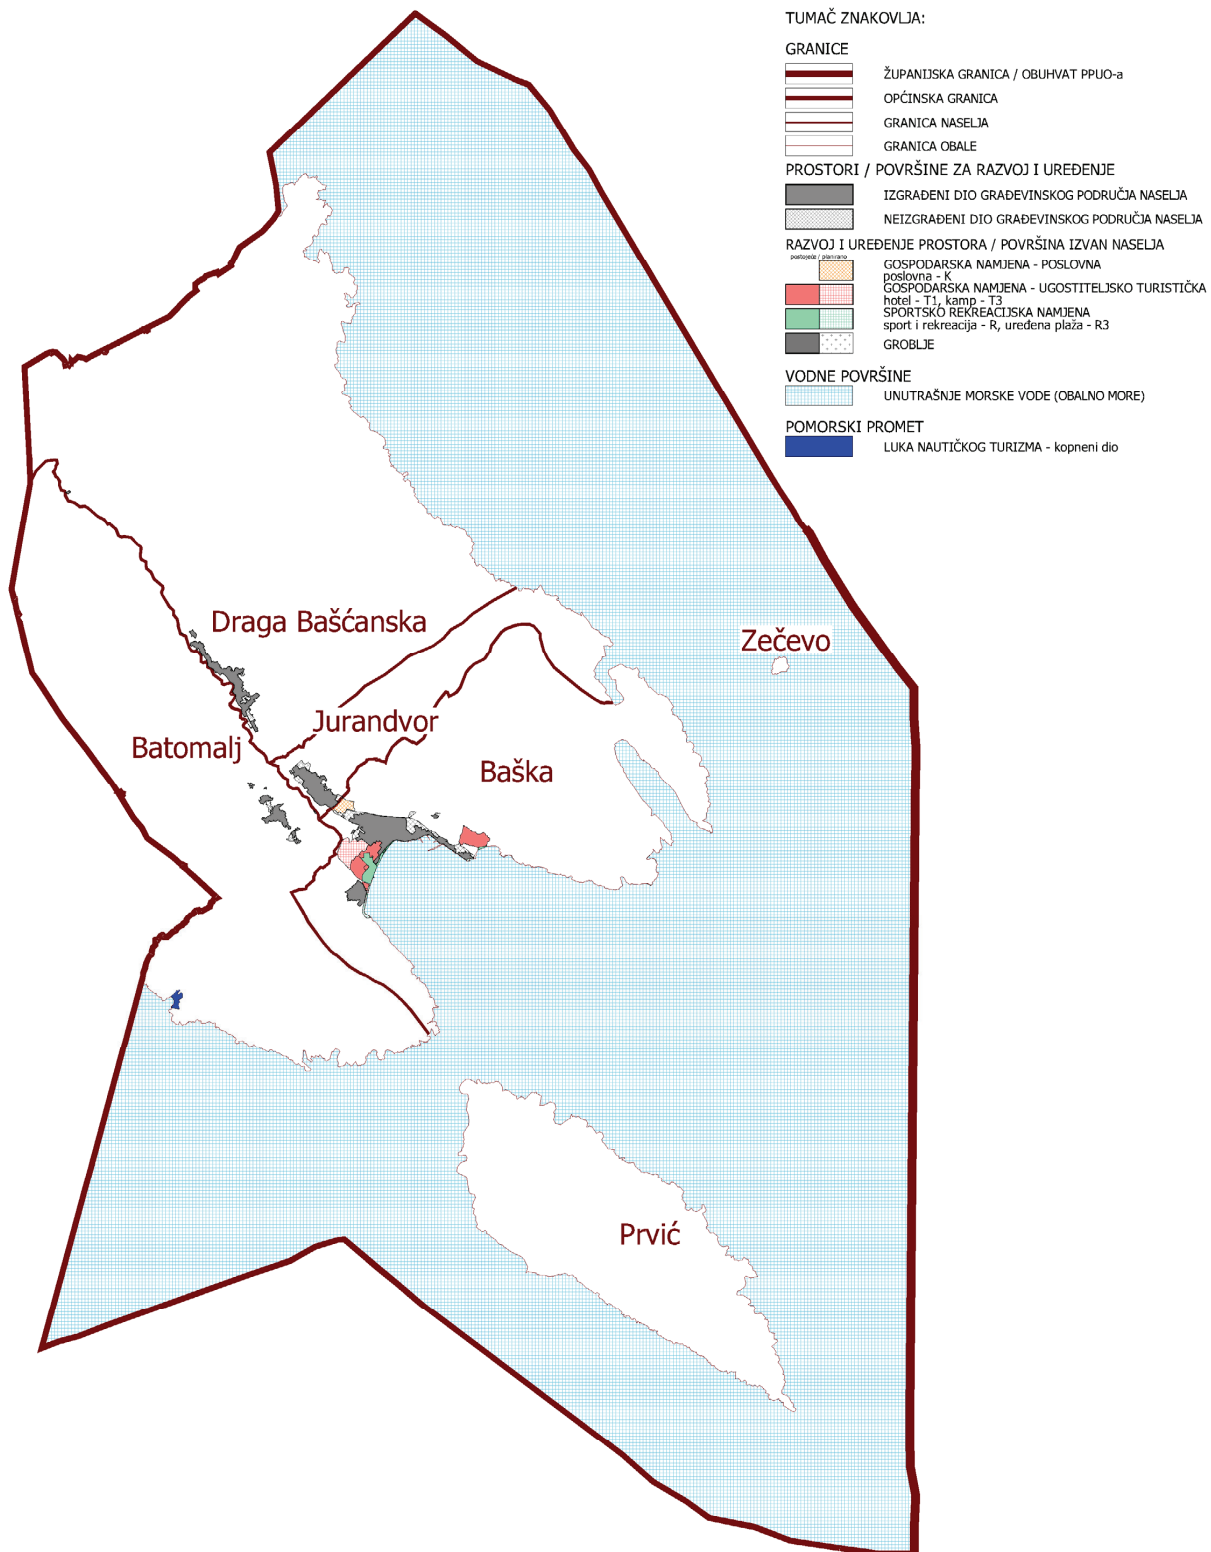 TUMAČ ZNAKOVLJA:
GRANICE
ŽUPANIJSKA GRANICA / OBUHVAT PPUO-a
OPĆINSKA GRANICA
GRANICA NASELJA
GRANICA OBALE
PROSTORI / POVRŠINE ZA RAZVOJ I UREĐENJE
IZGRAĐENI DIO GRAĐEVINSKOG PODRUČJA NASELJA
NEIZGRAĐENI DIO GRAĐEVINSKOG PODRUČJA NASELJA
RAZVOJ I UREĐENJE PROSTORA / POVRŠINA IZVAN NASELJA
postojeće / planirano
GOSPODARSKA NAMJENA - POSLOVNA
poslovna - K
GOSPODARSKA NAMJENA - UGOSTITELJSKO TURISTIČKA
hotel - T1, kamp - T3
SPORTSKO REKREACIJSKA NAMJENA
sport i rekreacija - R, uređena plaža - R3
GROBLJE
VODNE POVRŠINE
UNUTRAŠNJE MORSKE VODE (OBALNO MORE)
POMORSKI PROMET
LUKA NAUTIČKOG TURIZMA - kopneni dio
Draga Bašćanska
Zečevo
Jurandvor
Batomalj
Baška
Prvić